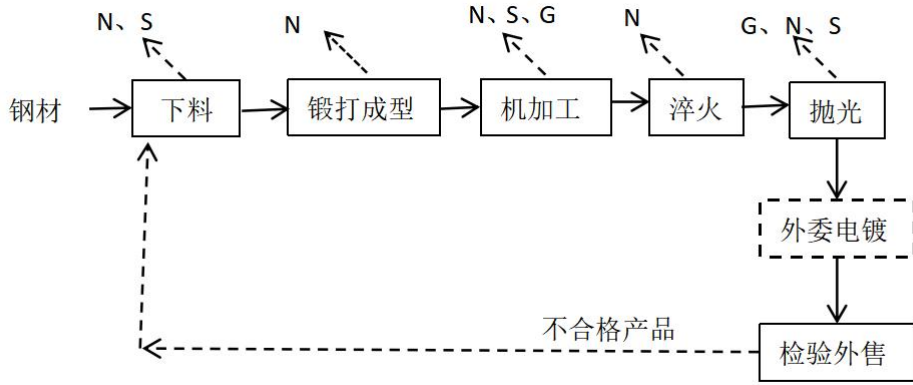 N、S
N
N、S、G
N
G、N、S
钢材
下料
锻打成型
机加工
淬火
抛光
外委电镀
不合格产品
检验外售